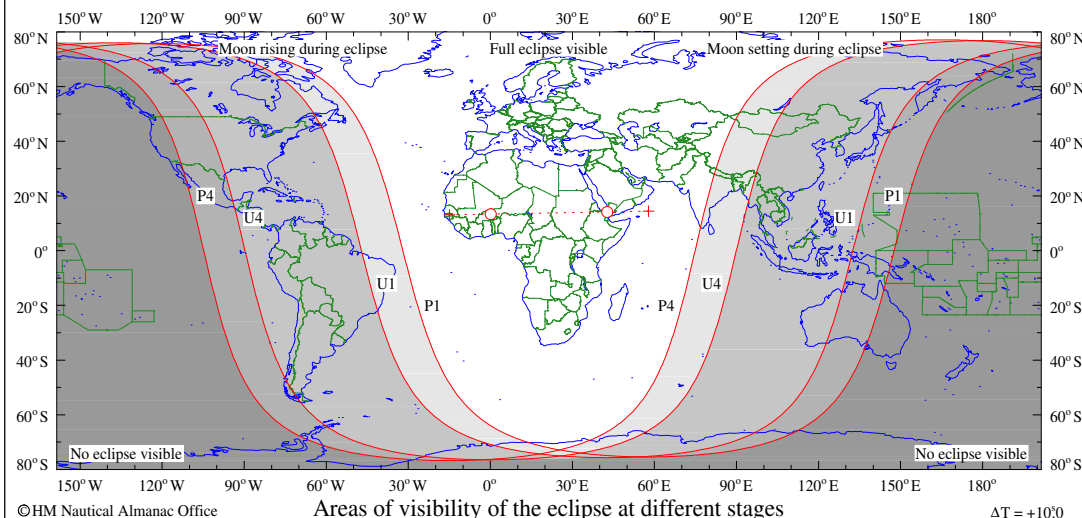 150° W 120° W 90° W 60° W 30° W 0° 30° E 60° E 90° E 120° E 150° E 180°
80° N 80° N
Moon rising during eclipse Full eclipse visible Moon setting during eclipse
60° N 60° N
40° N 40° N
20° N P4 U4 U1 P1 20° N
0° 0°
20° S U1 P1 P4 U4 20° S
40° S 40° S
60° S 60° S
No eclipse visible No eclipse visible
80° S 80° S
150° W 120° W 90° W 60° W 30° W 0° 30° E 60° E 90° E 120° E 150° E 180°
©HM Nautical Almanac Office Areas of visibility of the eclipse at different stages ΔT = +10ˢ.0